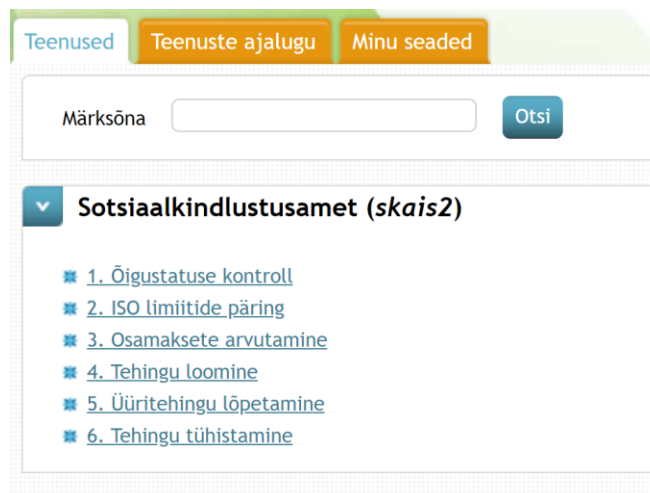 Teenused Teenuste ajalugu Minu seaded
Märksõna Otsi
Sotsiaalkindlustusamet (skais2)
1. Õigustatuse kontroll
2. ISO limiitide päring
3. Osamaksete arvutamine
4. Tehingu loomine
5. Üüritehingu lõpetamine
6. Tehingu tühistamine